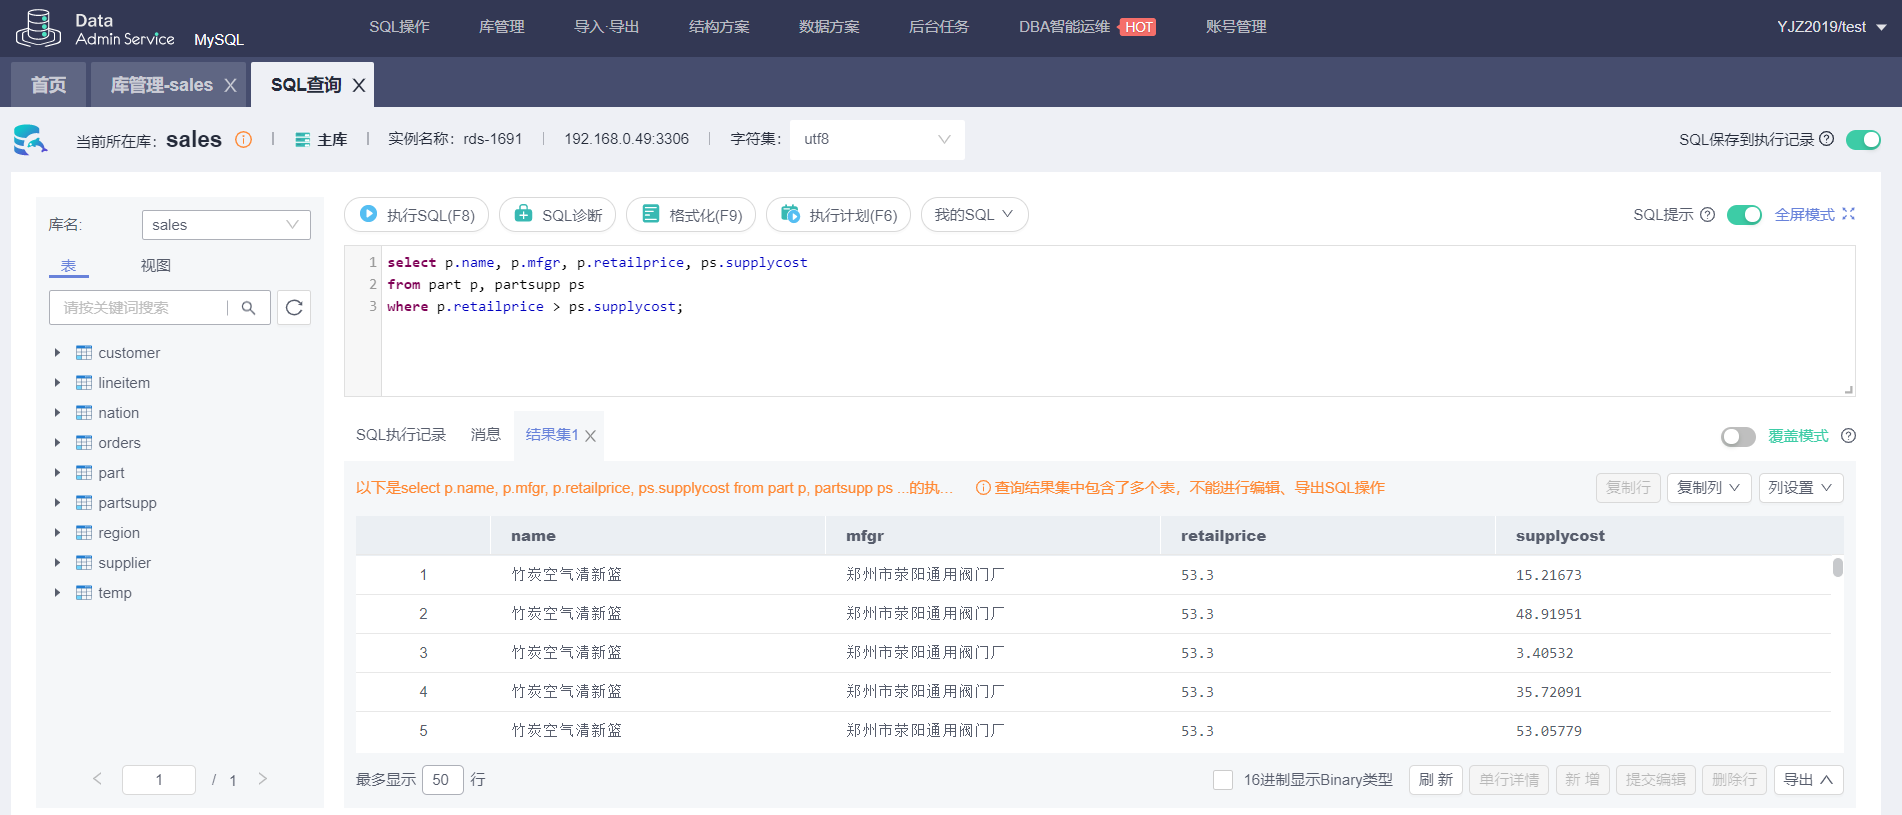 Data
Admin Service MySQL
SQL操作 库管理 导入·导出 结构方案 数据方案 后台任务 DBA智能运维 HOT 账号管理 YJZ2019/test
首页 库管理-sales X SQL查询 X
当前所在库: sales 主库 实例名称: rds-1691 192.168.0.49:3306 字符集: utf8 SQL保存到执行记录
库名: sales
表 视图
请按关键词搜索
customer
lineitem
nation
orders
part
partsupp
region
supplier
temp
1 / 1
执行SQL(F8) SQL诊断 格式化(F9) 执行计划(F6) 我的SQL SQL提示 全屏模式
1 select p.name, p.mfgr, p.retailprice, ps.supplycost
2 from part p, partsupp ps
3 where p.retailprice > ps.supplycost;
SQL执行记录 消息 结果集1 覆盖模式
以下是select p.name, p.mfgr, p.retailprice, ps.supplycost from part p, partsupp ps ...的执... 查询结果集中包含了多个表，不能进行编辑、导出SQL操作 复制行 复制列 列设置
name mfgr retailprice supplycost
1 竹炭空气清新篮 郑州市荥阳通用阀门厂 53.3 15.21673
2 竹炭空气清新篮 郑州市荥阳通用阀门厂 53.3 48.91951
3 竹炭空气清新篮 郑州市荥阳通用阀门厂 53.3 3.40532
4 竹炭空气清新篮 郑州市荥阳通用阀门厂 53.3 35.72091
5 竹炭空气清新篮 郑州市荥阳通用阀门厂 53.3 53.05779
最多显示 50 行 16进制显示Binary类型 刷 新 单行详情 新 增 提交编辑 删除行 导出